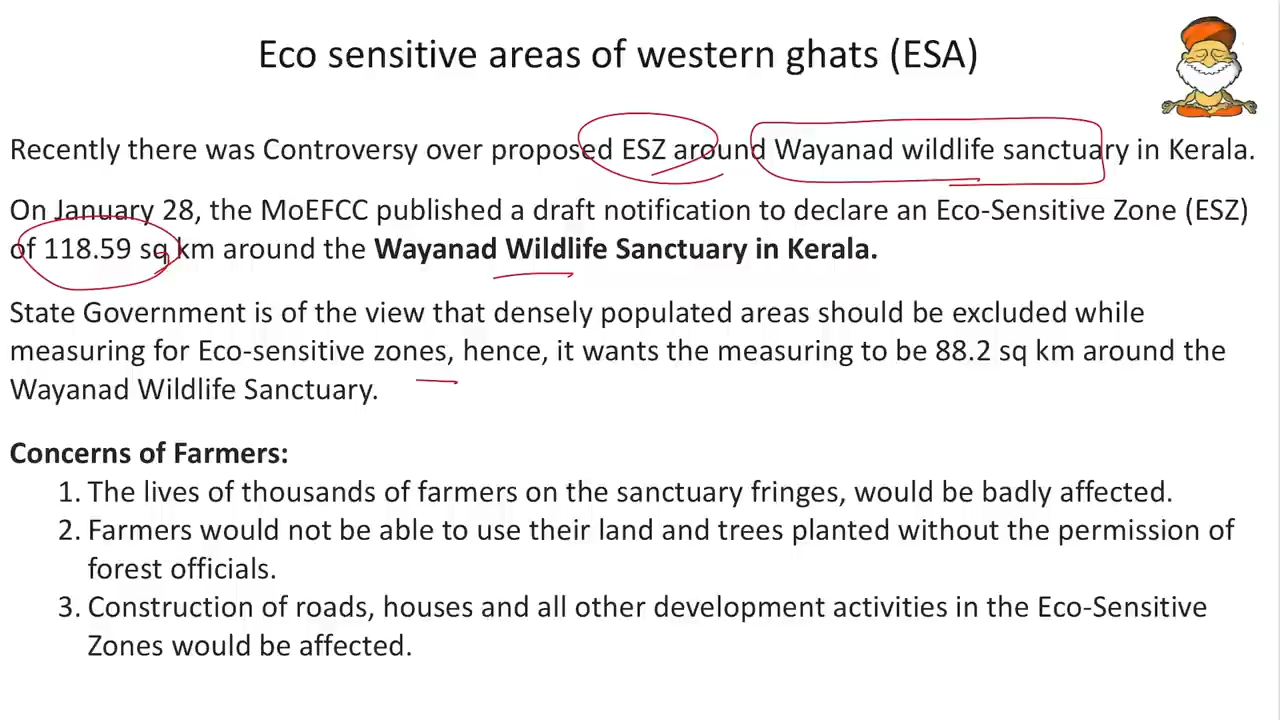 Eco sensitive areas of western ghats (ESA)
Recently there was Controversy over proposed ESZ around Wayanad wildlife sanctuary in Kerala.
On January 28, the MoEFCC published a draft notification to declare an Eco-Sensitive Zone (ESZ)
of 118.59 sq km around the Wayanad Wildlife Sanctuary in Kerala.
State Government is of the view that densely populated areas should be excluded while
measuring for Eco-sensitive zones, hence, it wants the measuring to be 88.2 sq km around the
Wayanad Wildlife Sanctuary.
Concerns of Farmers:
1. The lives of thousands of farmers on the sanctuary fringes, would be badly affected.
2. Farmers would not be able to use their land and trees planted without the permission of
forest officials.
3. Construction of roads, houses and all other development activities in the Eco-Sensitive
Zones would be affected.